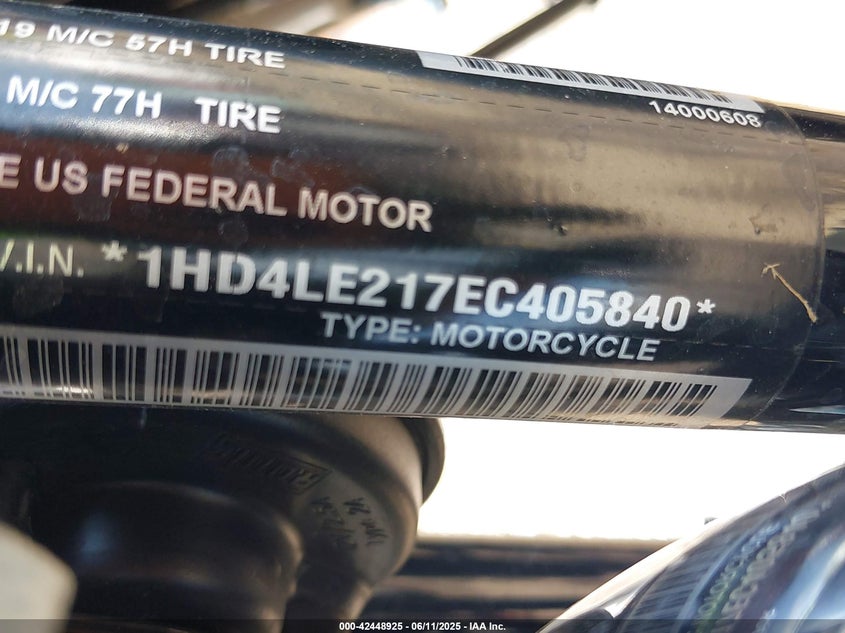 19 M/C 57H TIRE
14000608
M/C 77H TIRE
E US FEDERAL MOTOR
V.I.N. *1HD4LE217EC405840*
TYPE: MOTORCYCLE
000-42448925 - 06/11/2025 - IAA Inc.